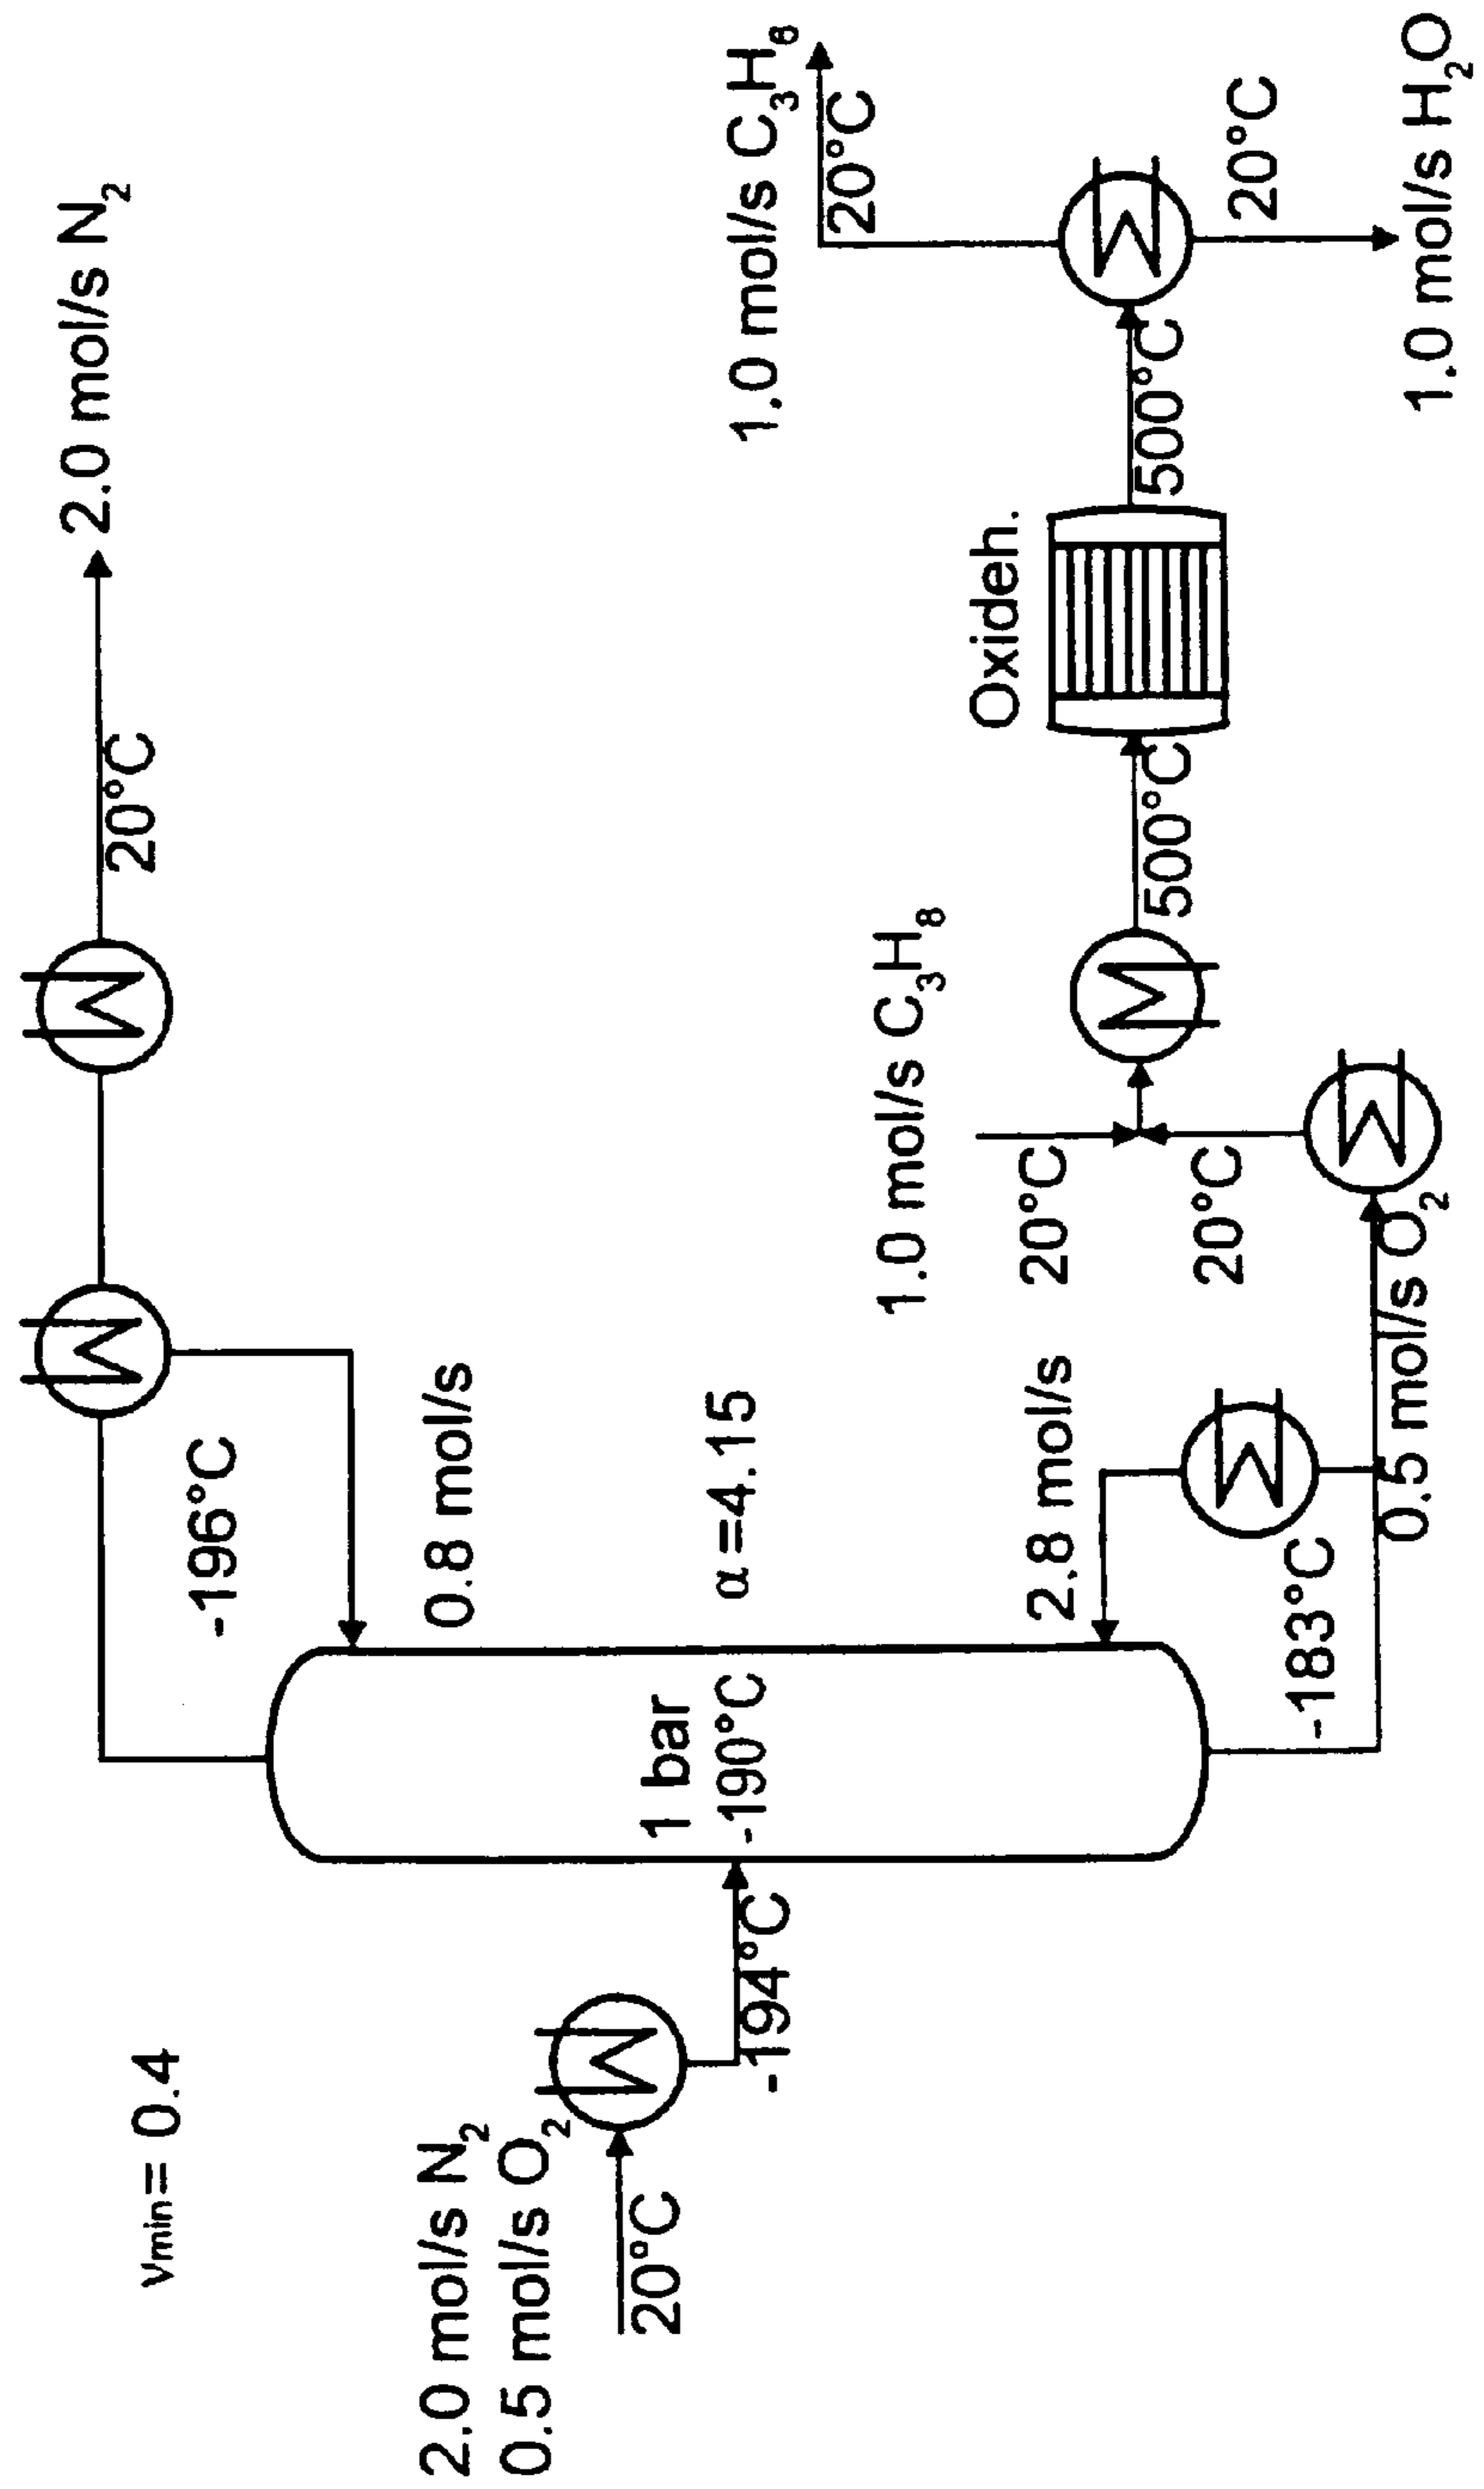 νmin= 0.4
2.0 mol/s N2
0.5 mol/s O2
20°C
-194°C
1 bar
-190°C
α=4.15
-196°C
0.8 mol/s
20°C
2.0 mol/s N2
2.8 mol/s
-183°C
0.5 mol/s O2
1.0 mol/s C3H8
20°C
20°C
500°C
Oxideh.
500°C
1.0 mol/s C3H6
20°C
20°C
1.0 mol/s H2O